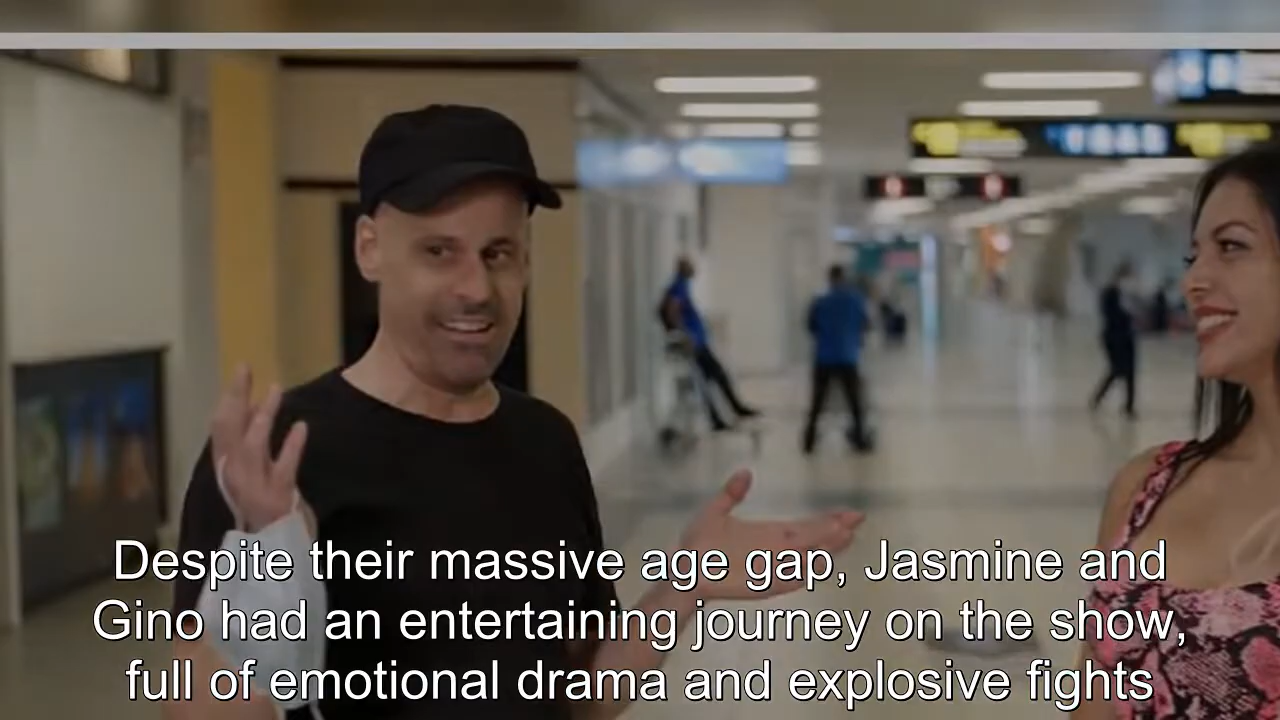 Despite their massive age gap, Jasmine and
Gino had an entertaining journey on the show,
full of emotional drama and explosive fights